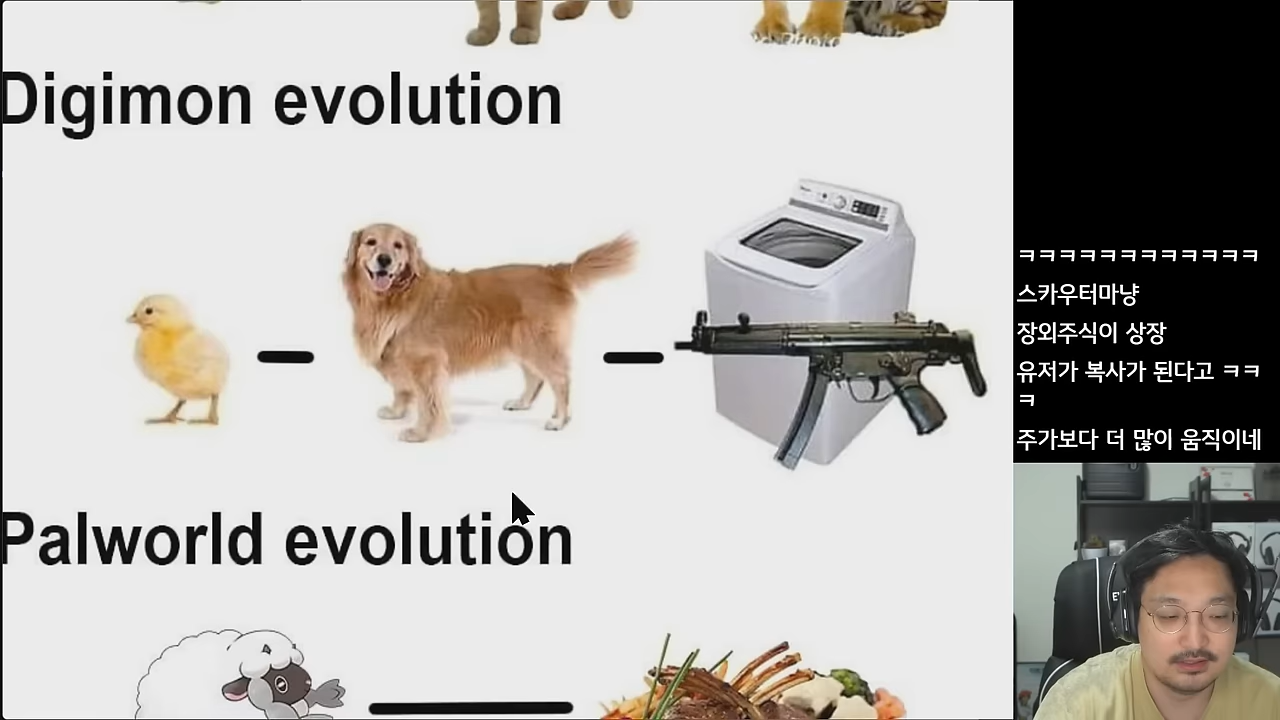 Digimon evolution
Palworld evolution
ㅋㅋㅋㅋㅋㅋㅋㅋㅋㅋㅋㅋ
스카우터마냥
장외주식이 상장
유저가 복사가 된다고 ㅋㅋ
ㅋ
주가보다 더 많이 움직이네